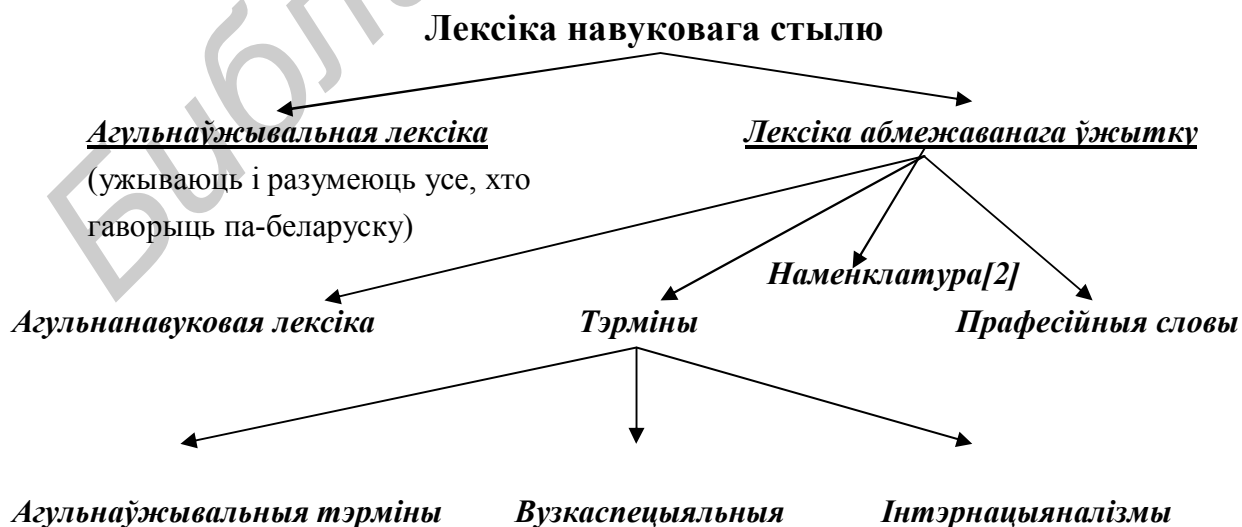 Лексіка навуковага стылю
Агульнаўжывальная лексіка
Лексіка абмежаванага ўжытку
(ужываюць і разумеюць усе, хто
гаворыць па-беларуску)
Наменклатура[2]
Агульнанавуковая лексіка
Тэрміны
Прафесійныя словы
Агульнаўжывальныя тэрміны
Вузкаспецыяльныя
Інтэрнацыяналізмы